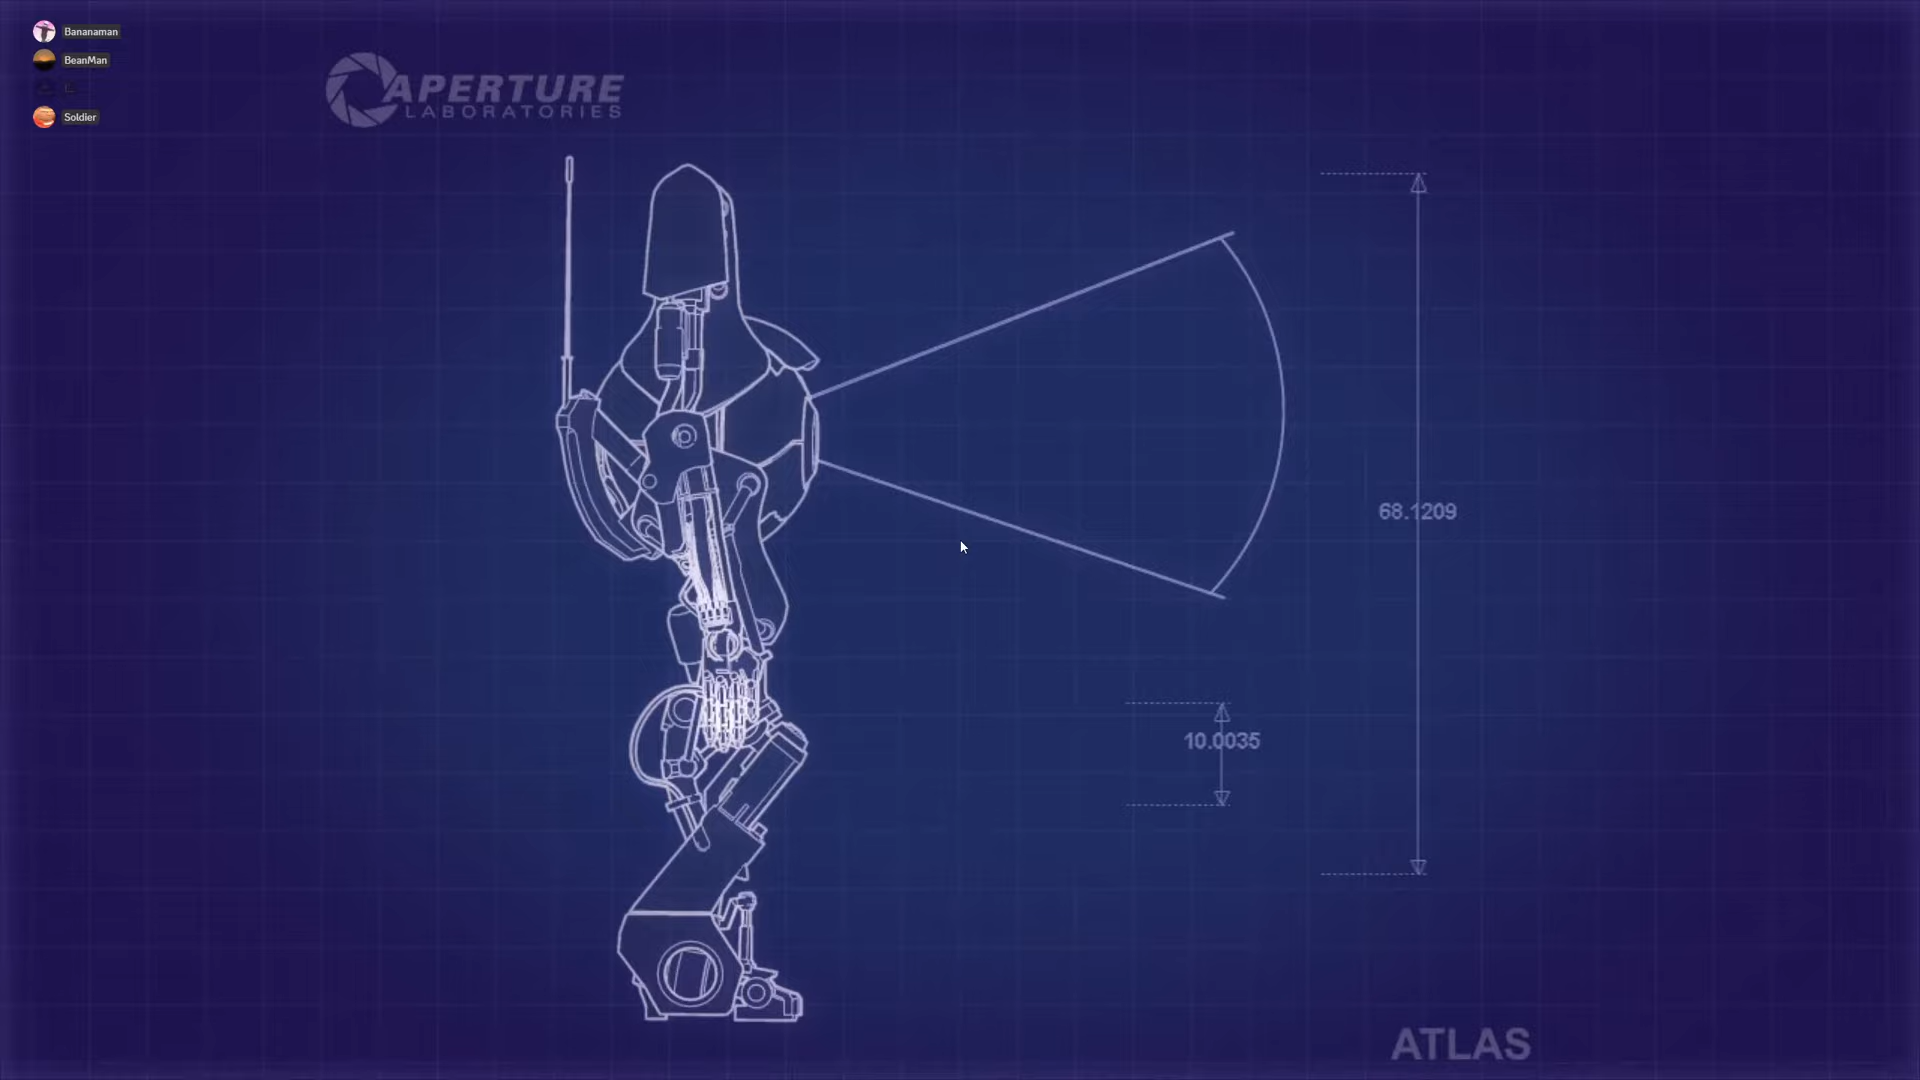 Bananaman
BeanMan
Soldier
APERTURE
LABORATORIES
68.1209
10.0035
ATLAS